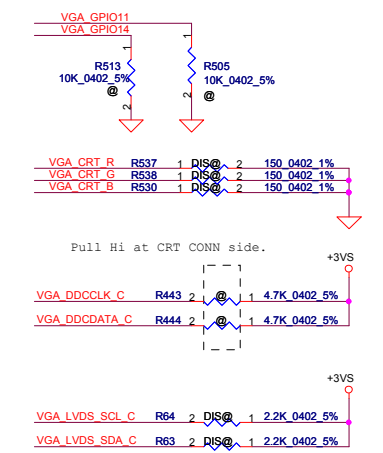 VGA_GPIO11
VGA_GPIO14
1 1
R513 R505
10K_0402_5% 10K_0402_5%
@ @
2 2
VGA_CRT_R R537 1 DIS@ 2 150_0402_1%
VGA_CRT_G R538 1 DIS@ 2 150_0402_1%
VGA_CRT_B R530 1 DIS@ 2 150_0402_1%
Pull Hi at CRT CONN side.
+3VS
VGA_DDCCLK_C R443 2 @ 1 4.7K_0402_5%
VGA_DDCDATA_C R444 2 @ 1 4.7K_0402_5%
+3VS
VGA_LVDS_SCL_C R64 2 DIS@ 1 2.2K_0402_5%
VGA_LVDS_SDA_C R63 2 DIS@ 1 2.2K_0402_5%